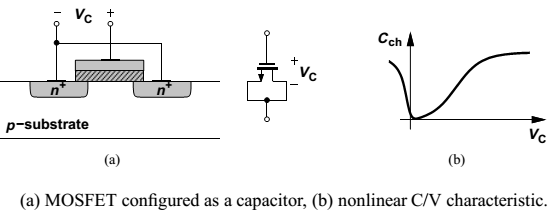 − V_C +
n+ n+
p−substrate
+
V_C
−
C_ch
V_C
(a)
(b)
(a) MOSFET configured as a capacitor, (b) nonlinear C/V characteristic.